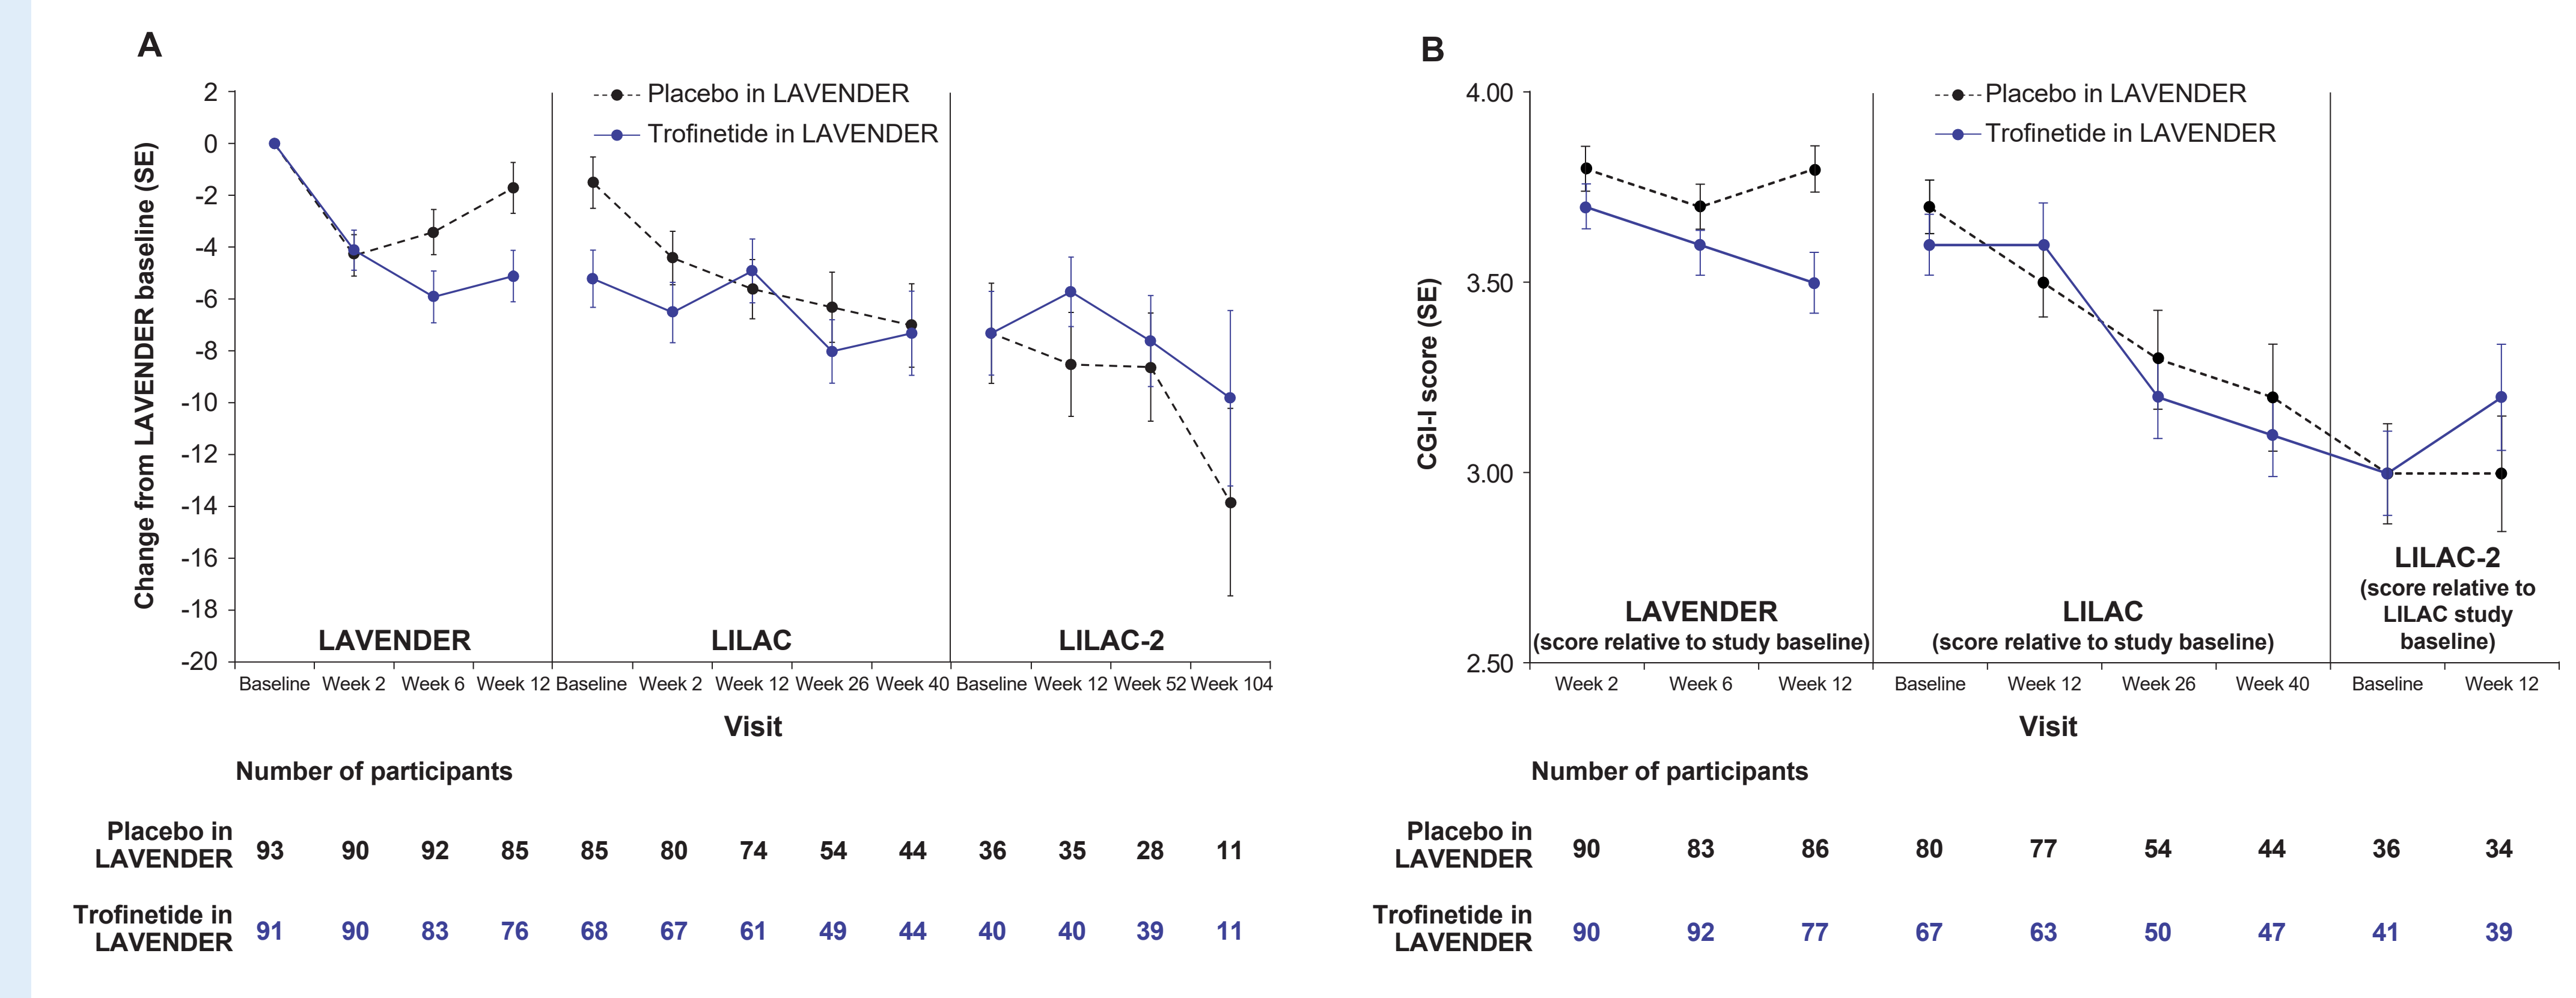 A
Placebo in LAVENDER
Trofinetide in LAVENDER
Change from LAVENDER baseline (SE)
2
0
-2
-4
-6
-8
-10
-12
-14
-16
-18
-20
LAVENDER LILAC LILAC-2
Baseline Week 2 Week 6 Week 12 Baseline Week 2 Week 12 Week 26 Week 40 Baseline Week 12 Week 52 Week 104
Visit
Number of participants
Placebo in
LAVENDER 93 90 92 85 85 80 74 54 44 36 35 28 11
Trofinetide in
LAVENDER 91 90 83 76 68 67 61 49 44 40 40 39 11
B
Placebo in LAVENDER
Trofinetide in LAVENDER
CGI-I score (SE)
4.00
3.50
3.00
2.50
LAVENDER
(score relative to study baseline)
LILAC
(score relative to study baseline)
LILAC-2
(score relative to
LILAC study
baseline)
Week 2 Week 6 Week 12 Baseline Week 12 Week 26 Week 40 Baseline Week 12
Visit
Number of participants
Placebo in
LAVENDER 90 83 86 80 77 54 44 36 34
Trofinetide in
LAVENDER 90 92 77 67 63 50 47 41 39